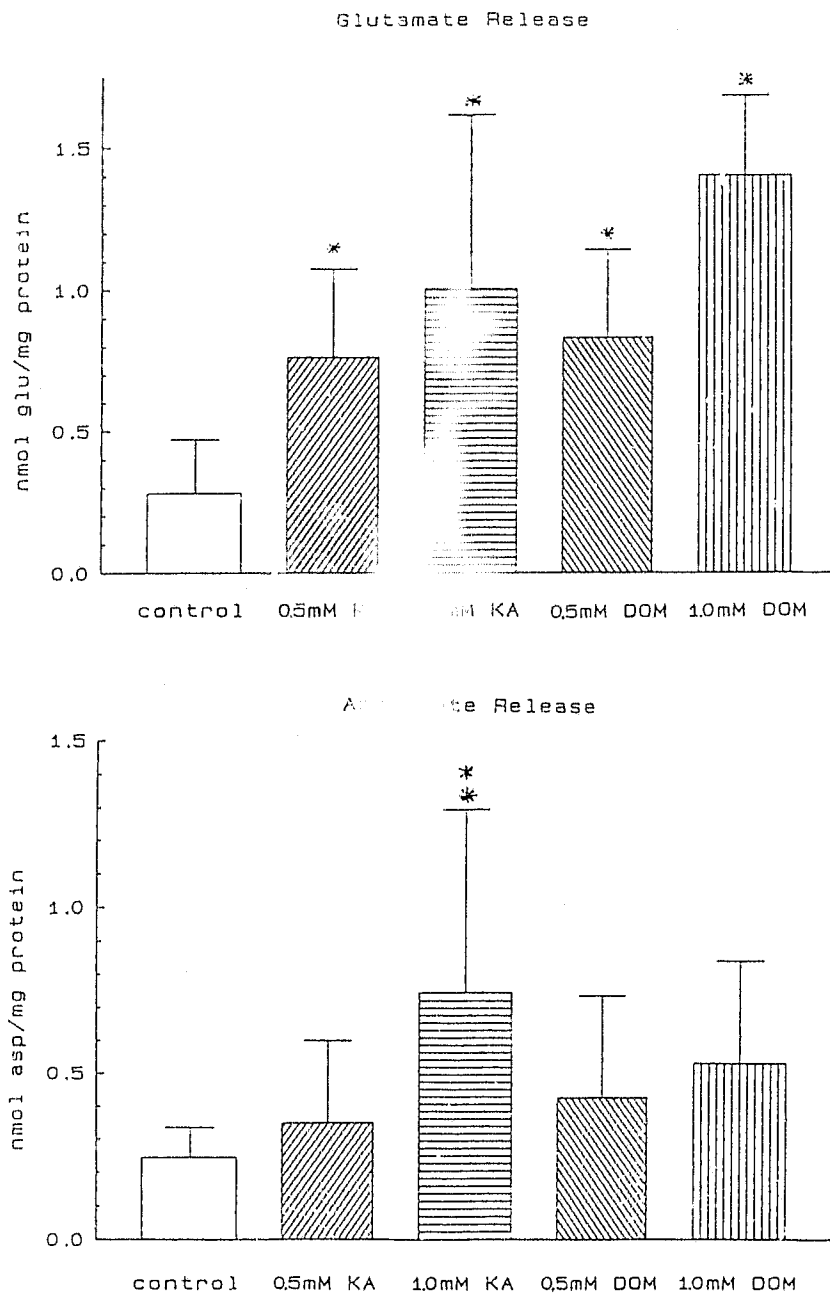 Glutamate Release
*
*
*
*
nmol glu/mg protein
1.5
1.0
0.5
0.0
control 0.5mM KA 0.5mM DOM 1.0mM DOM
Release
*
*
nmol asp/mg protein
1.5
1.0
0.5
0.0
control 0.5mM KA 1.0mM KA 0.5mM DOM 1.0mM DOM